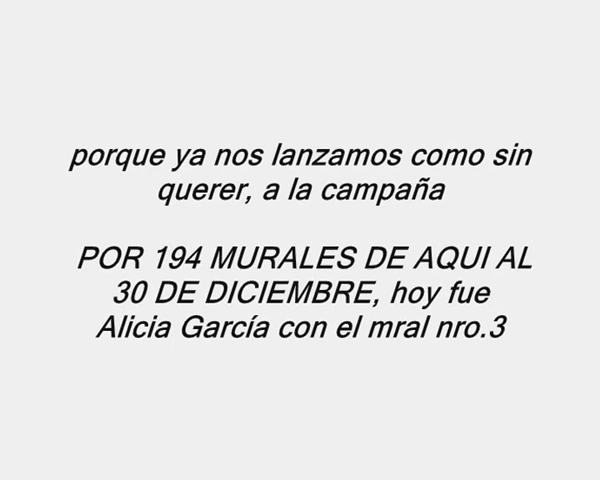 porque ya nos lanzamos como sin
querer, a la campaña
POR 194 MURALES DE AQUI AL
30 DE DICIEMBRE, hoy fue
Alicia García con el mral nro.3